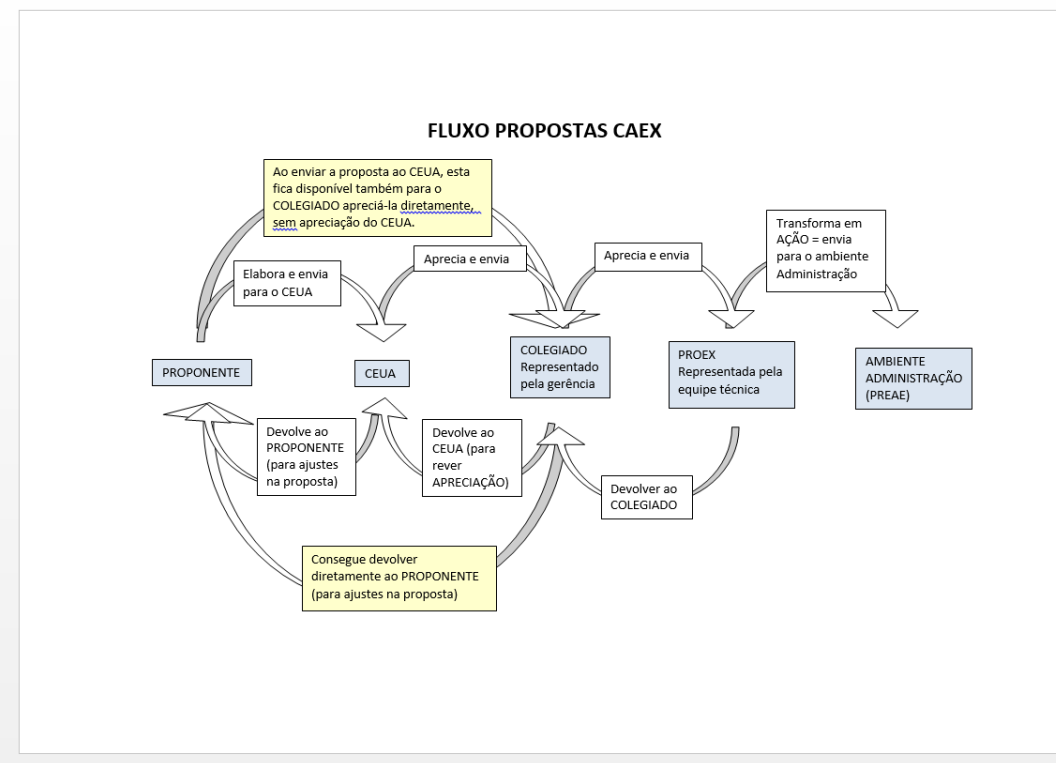 FLUXO PROPOSTAS CAEX
Ao enviar a proposta ao CEUA, esta
fica disponível também para o
COLEGIADO apreciá-la diretamente,
sem apreciação do CEUA.
Elabora e envia
para o CEUA
Aprecia e envia
Aprecia e envia
Transforma em
AÇÃO = envia
para o ambiente
Administração
PROPONENTE
CEUA
COLEGIADO
Representado
pela gerência
PROEX
Representada pela
equipe técnica
AMBIENTE
ADMINISTRAÇÃO
(PREAE)
Devolve ao
PROPONENTE
(para ajustes
na proposta)
Devolve ao
CEUA (para
rever
APRECIAÇÃO)
Devolver ao
COLEGIADO
Consegue devolver
diretamente ao PROPONENTE
(para ajustes na proposta)